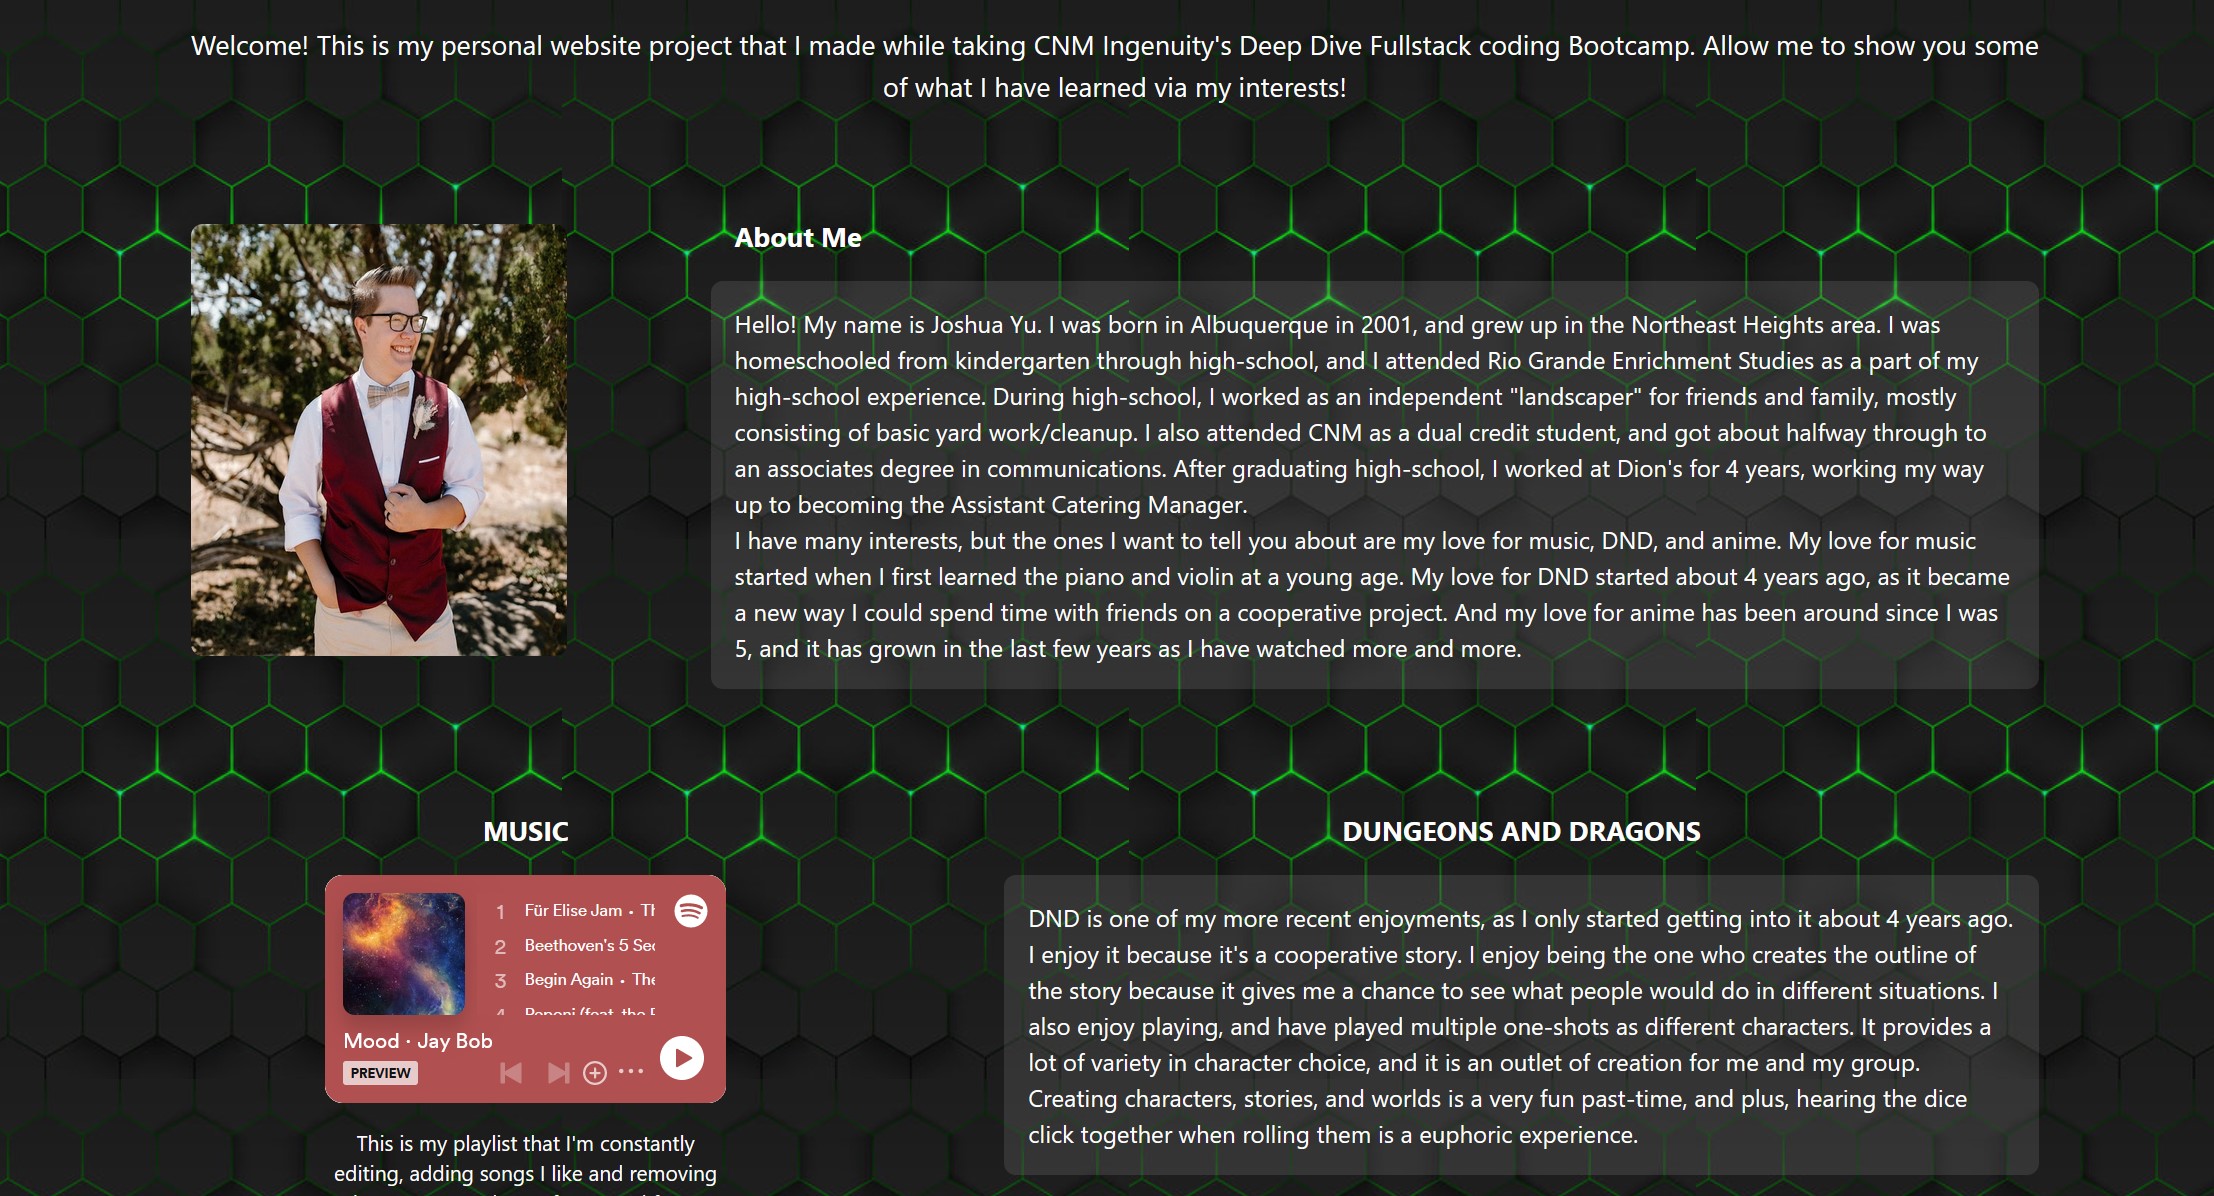 Welcome! This is my personal website project that I made while taking CNM Ingenuity's Deep Dive Fullstack coding Bootcamp. Allow me to show you some
of what I have learned via my interests!
About Me
Hello! My name is Joshua Yu. I was born in Albuquerque in 2001, and grew up in the Northeast Heights area. I was
homeschooled from kindergarten through high-school, and I attended Rio Grande Enrichment Studies as a part of my
high-school experience. During high-school, I worked as an independent "landscaper" for friends and family, mostly
consisting of basic yard work/cleanup. I also attended CNM as a dual credit student, and got about halfway through to
an associates degree in communications. After graduating high-school, I worked at Dion's for 4 years, working my way
up to becoming the Assistant Catering Manager.
I have many interests, but the ones I want to tell you about are my love for music, DND, and anime. My love for music
started when I first learned the piano and violin at a young age. My love for DND started about 4 years ago, as it became
a new way I could spend time with friends on a cooperative project. And my love for anime has been around since I was
5, and it has grown in the last few years as I have watched more and more.
MUSIC
1 Für Elise Jam •
2 Beethoven's 5
3 Begin Again •
Mood · Jay Bob
PREVIEW
This is my playlist that I'm constantly
editing, adding songs I like and removing
DUNGEONS AND DRAGONS
DND is one of my more recent enjoyments, as I only started getting into it about 4 years ago.
I enjoy it because it's a cooperative story. I enjoy being the one who creates the outline of
the story because it gives me a chance to see what people would do in different situations. I
also enjoy playing, and have played multiple one-shots as different characters. It provides a
lot of variety in character choice, and it is an outlet of creation for me and my group.
Creating characters, stories, and worlds is a very fun past-time, and plus, hearing the dice
click together when rolling them is a euphoric experience.